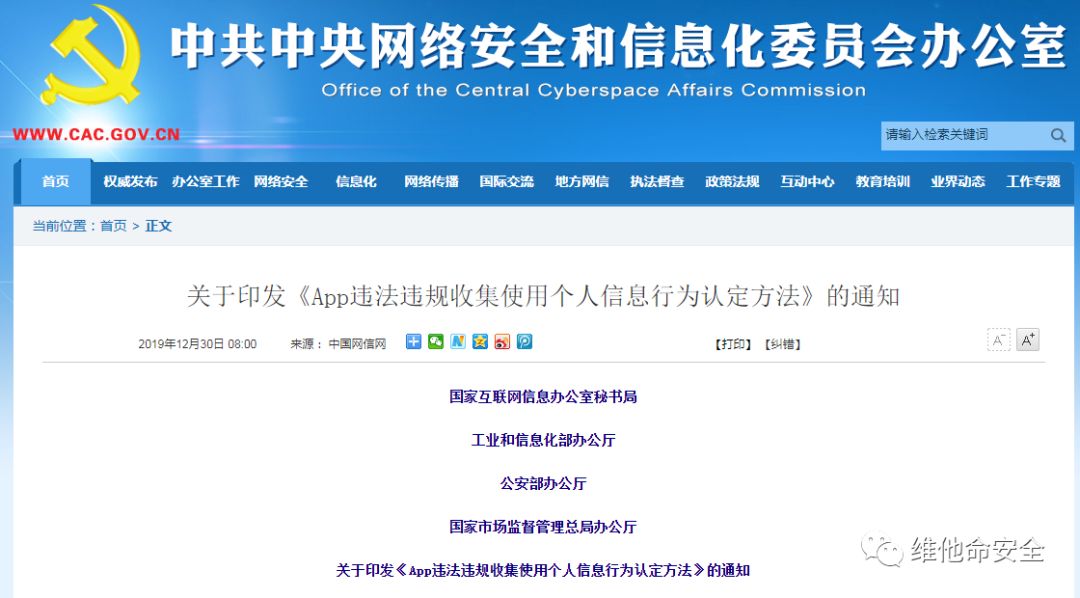 中共中央网络安全和信息化委员会办公室
Office of the Central Cyberspace Affairs Commission
WWW.CAC.GOV.CN
请输入检索关键词
首页 权威发布 办公室工作 网络安全 信息化 网络传播 国际交流 地方网信 执法督查 政策法规 互动中心 教育培训 业界动态 工作专题
当前位置：首页 > 正文
关于印发《App违法违规收集使用个人信息行为认定方法》的通知
2019年12月30日 08:00 来源： 中国网信网 【打印】【纠错】 A- A+
国家互联网信息办公室秘书局
工业和信息化部办公厅
公安部办公厅
国家市场监督管理总局办公厅
关于印发《App违法违规收集使用个人信息行为认定方法》的通知
维他命安全